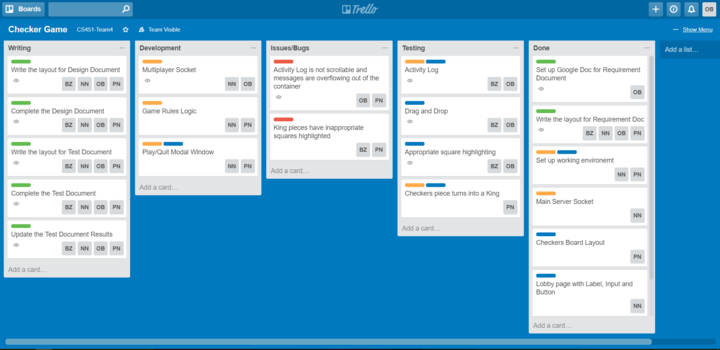 Boards
Trello
OB
Checker Game
CS451-Team4
Team Visible
Show Menu
Writing
Write the layout for Design Document
BZ NN OB PN
Complete the Design Document
BZ NN OB PN
Write the layout for Test Document
BZ NN OB PN
Complete the Test Document
BZ NN OB PN
Update the Test Document Results
BZ NN OB PN
Add a card...
Development
Multiplayer Socket
NN OB
Game Rules Logic
NN PN
Play/Quit Modal Window
NN PN
Add a card...
Issues/Bugs
Activity Log is not scrollable and
messages are overflowing out of the
container
OB PN
King pieces have inappropriate
squares highlighted
BZ PN
Add a card...
Testing
Activity Log
BZ OB
Drag and Drop
BZ OB
Appropriate square highlighting
BZ OB
Checkers piece turns into a King
PN
Add a card...
Done
Set up Google Doc for Requirement
Document
OB
Write the layout for Requirement Doc
BZ NN OB PN
Set up working environemt
NN PN
Main Server Socket
NN
Checkers Board Layout
PN
Lobby page with Label, Input and
Button
NN
Add a card...
Add a list...